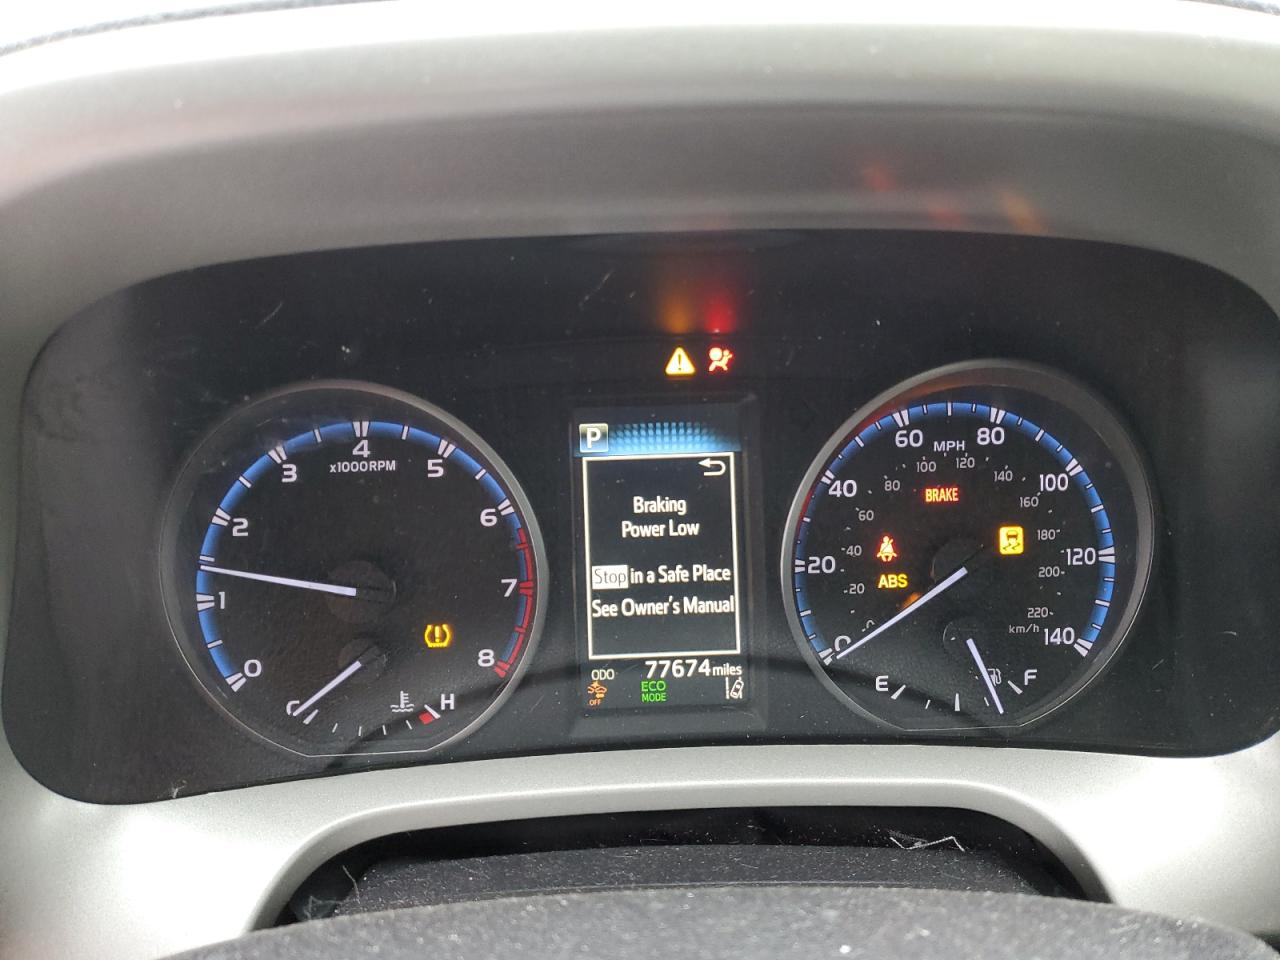 P
Braking
Power Low
Stop in a Safe Place
See Owner's Manual
ODO 77674 miles
OFF
ECO
MODE
0
1
2
3
4
5
6
7
8
x1000RPM
C
H
0
20
40
60
80
100
120
140
MPH
20
40
60
80
100
120
140
160
180
200
220
km/h
BRAKE
ABS
E
F